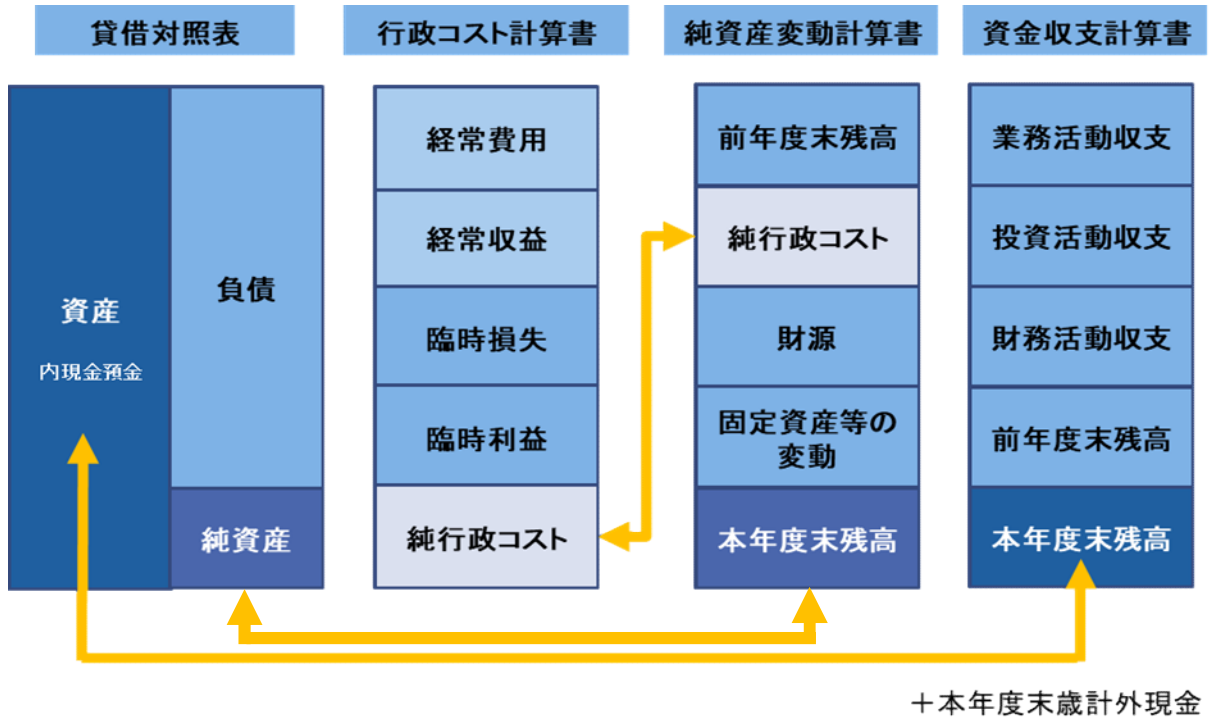 貸借対照表
資産
内現金預金
負債
純資産
行政コスト計算書
経常費用
経常収益
臨時損失
臨時利益
純行政コスト
純資産変動計算書
前年度末残高
純行政コスト
財源
固定資産等の
変動
本年度末残高
資金収支計算書
業務活動収支
投資活動収支
財務活動収支
前年度末残高
本年度末残高
＋本年度末歳計外現金